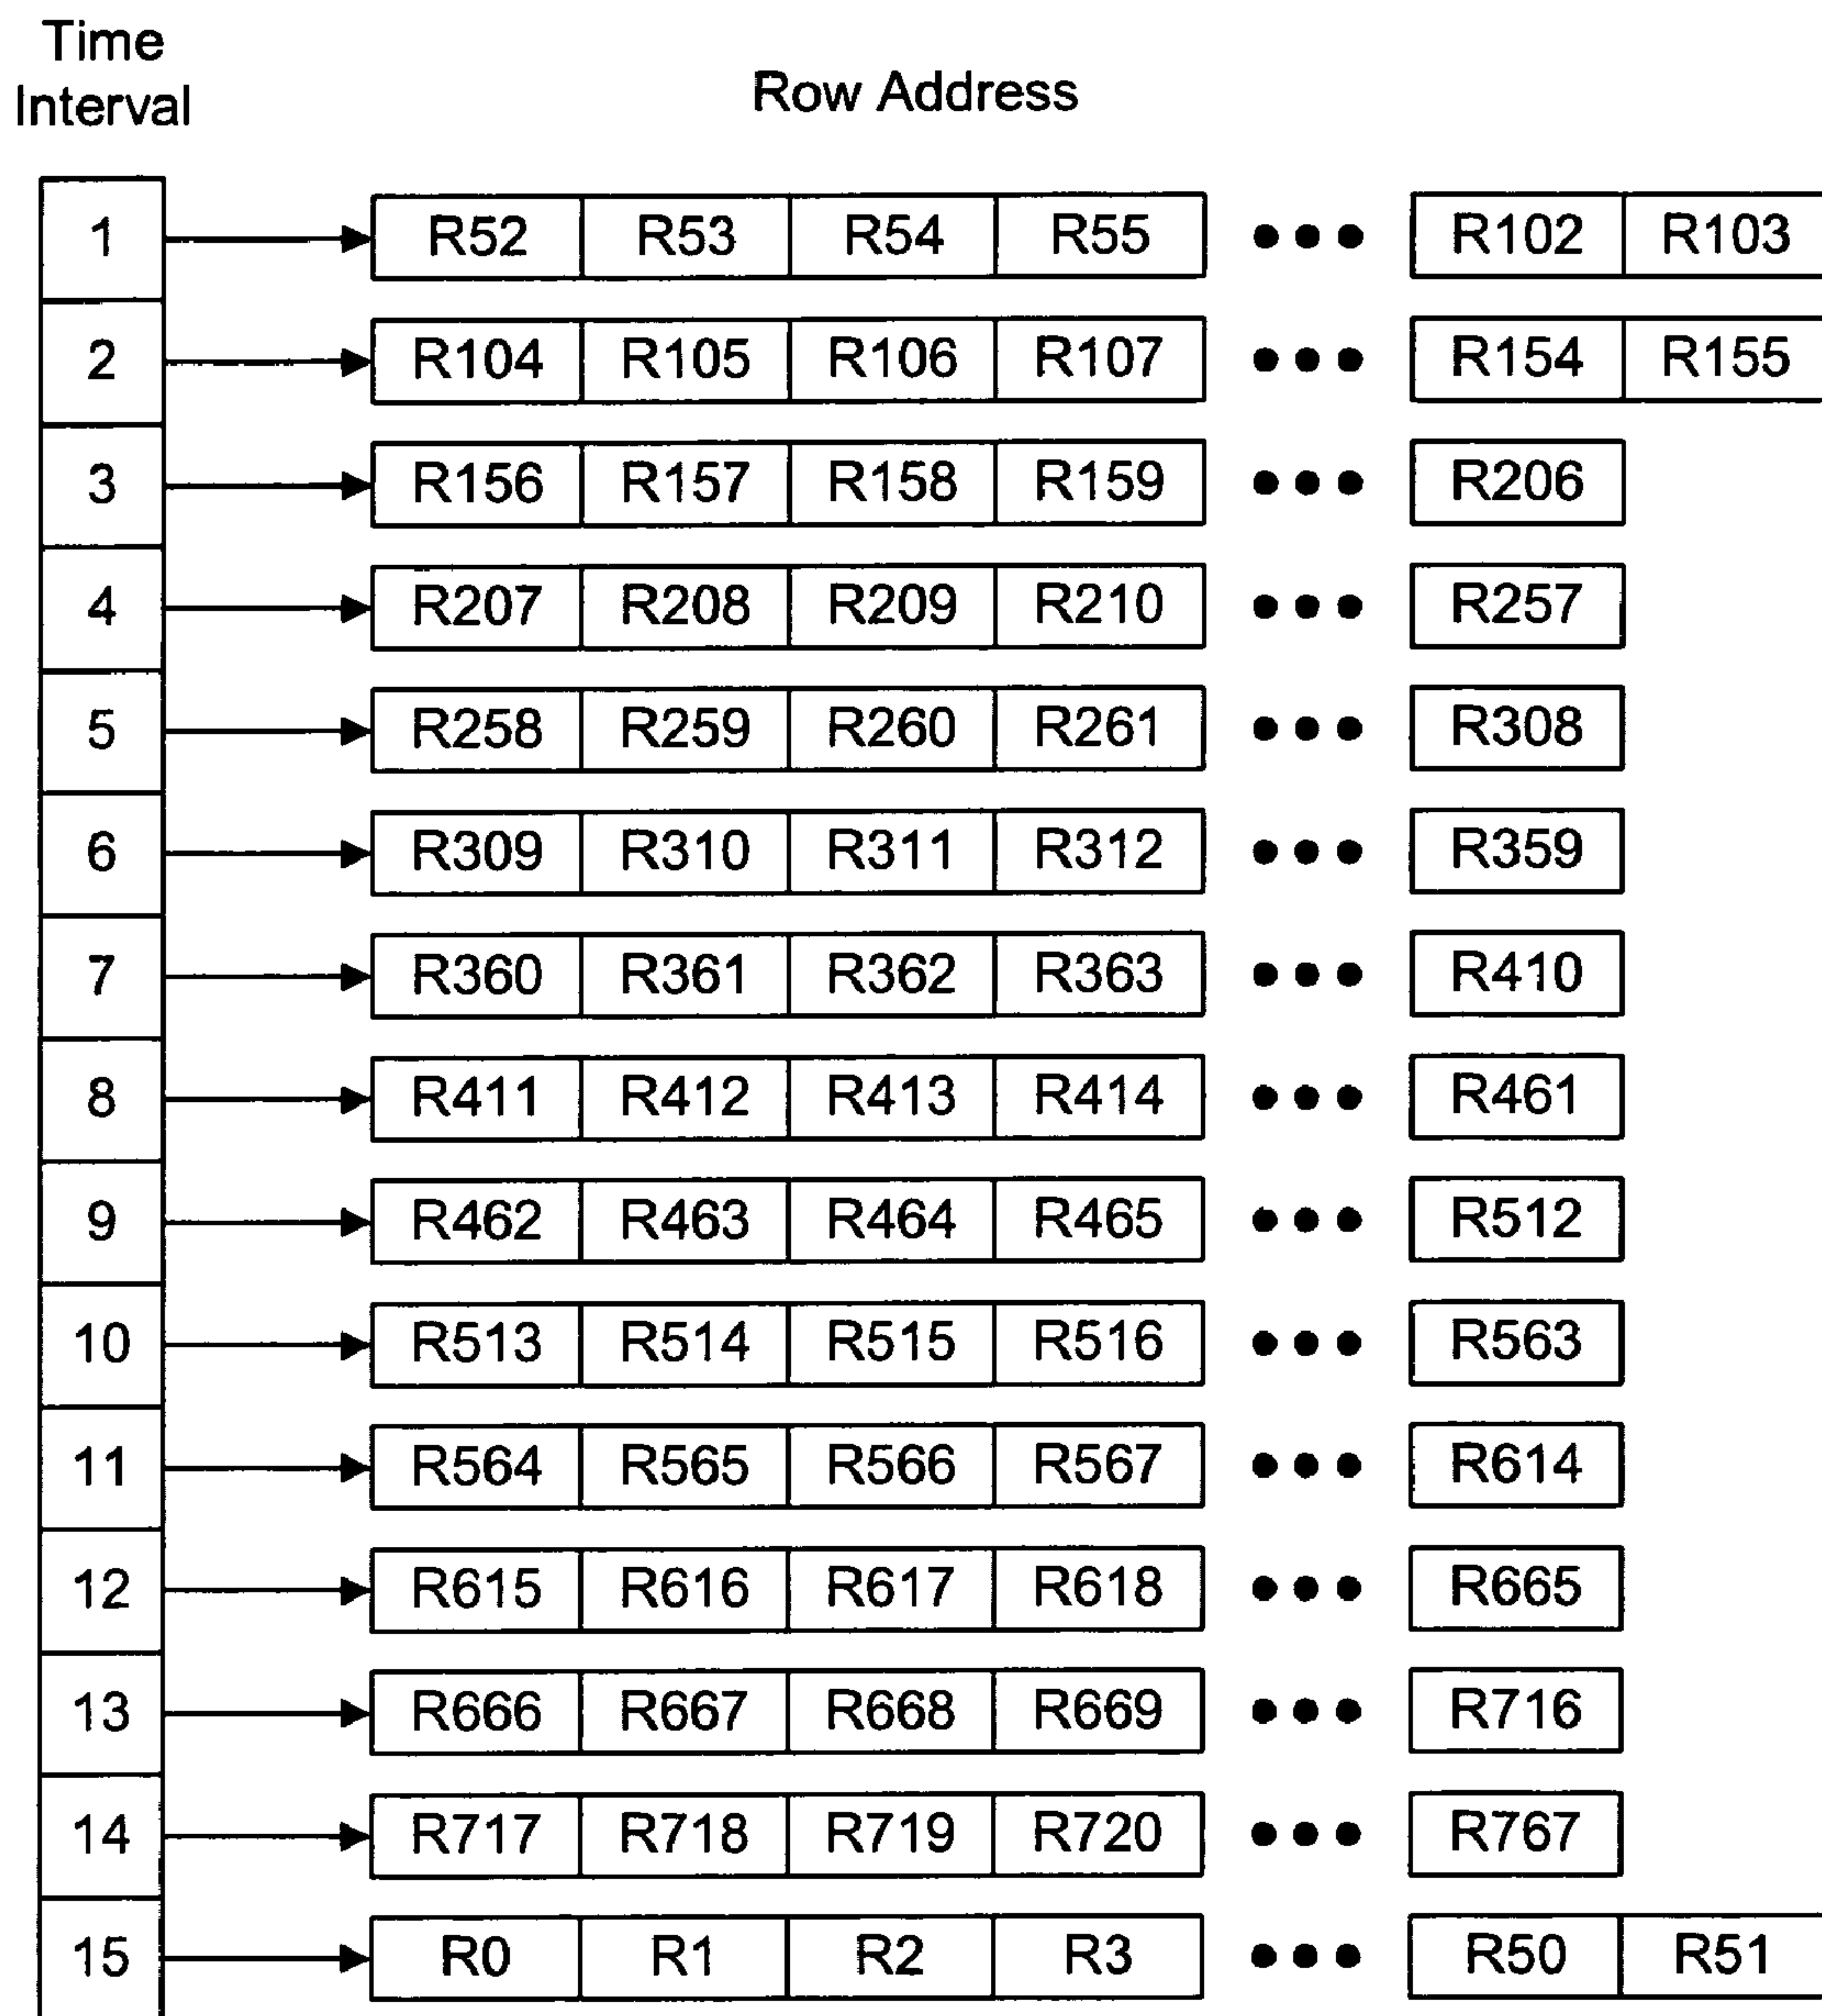 Time
Interval
Row Address
1 R52 R53 R54 R55 ●●● R102 R103
2 R104 R105 R106 R107 ●●● R154 R155
3 R156 R157 R158 R159 ●●● R206
4 R207 R208 R209 R210 ●●● R257
5 R258 R259 R260 R261 ●●● R308
6 R309 R310 R311 R312 ●●● R359
7 R360 R361 R362 R363 ●●● R410
8 R411 R412 R413 R414 ●●● R461
9 R462 R463 R464 R465 ●●● R512
10 R513 R514 R515 R516 ●●● R563
11 R564 R565 R566 R567 ●●● R614
12 R615 R616 R617 R618 ●●● R665
13 R666 R667 R668 R669 ●●● R716
14 R717 R718 R719 R720 ●●● R767
15 R0 R1 R2 R3 ●●● R50 R51